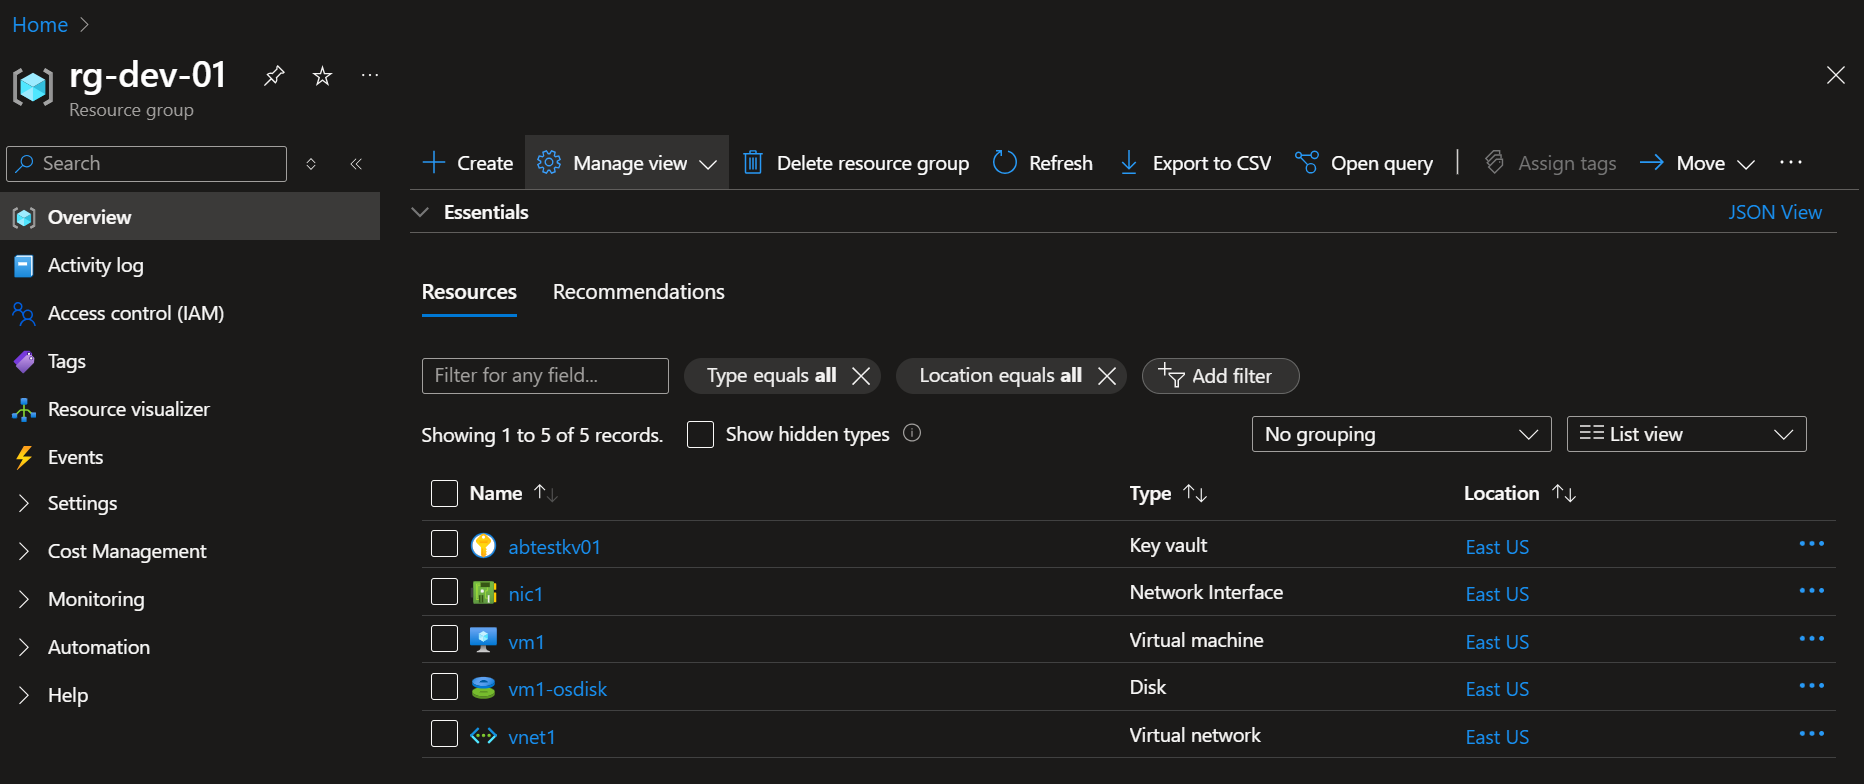 Home
rg-dev-01
Resource group
Search
Overview
Activity log
Access control (IAM)
Tags
Resource visualizer
Events
Settings
Cost Management
Monitoring
Automation
Help
Create Manage view Delete resource group Refresh Export to CSV Open query Assign tags Move
Essentials JSON View
Resources Recommendations
Filter for any field... Type equals all Location equals all Add filter
Showing 1 to 5 of 5 records. Show hidden types No grouping List view
Name Type Location
abtestkv01 Key vault East US
nic1 Network Interface East US
vm1 Virtual machine East US
vm1-osdisk Disk East US
vnet1 Virtual network East US